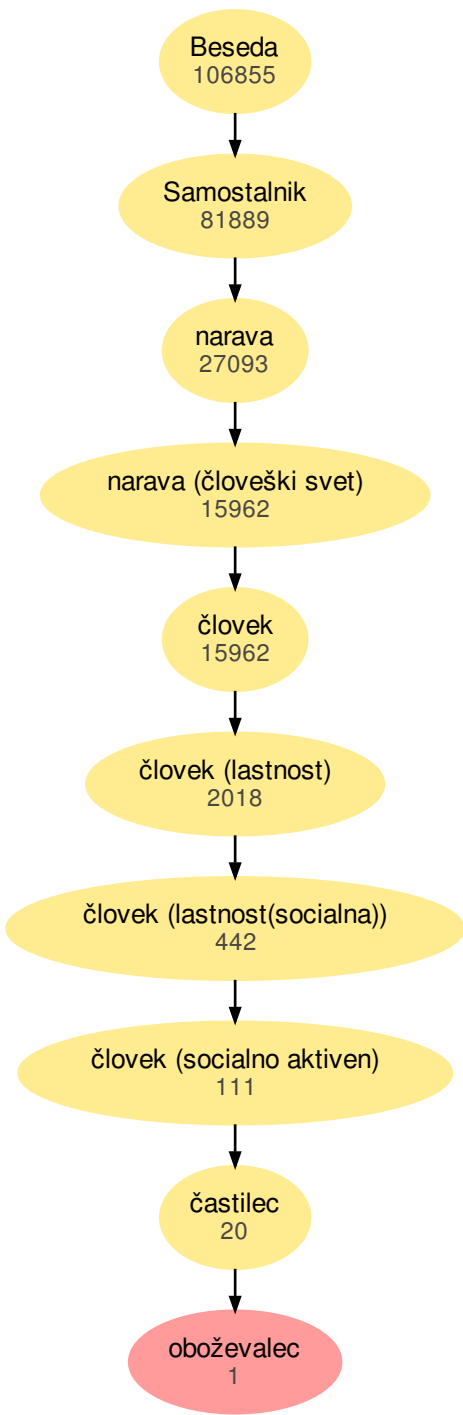 Beseda
106855
Samostalnik
81889
narava
27093
narava (človeški svet)
15962
človek
15962
človek (lastnost)
2018
človek (lastnost(socialna))
442
človek (socialno aktiven)
111
častilec
20
oboževalec
1